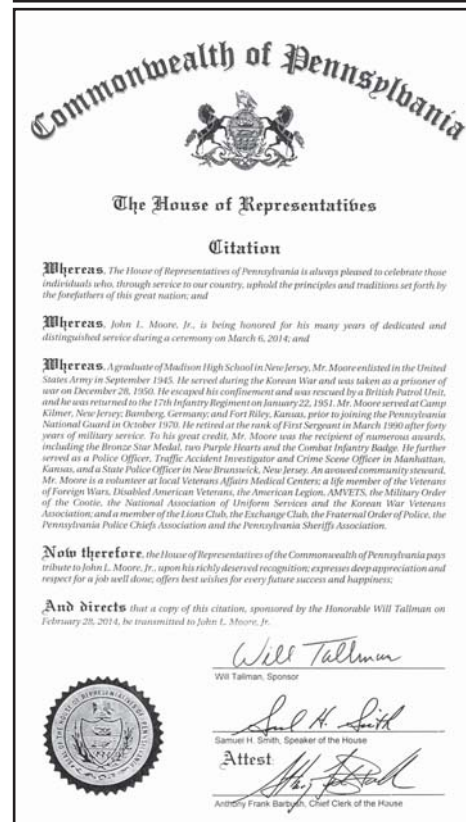 Commonwealth of Pennsylvania
The House of Representatives
Citation
Whereas, The House of Representatives of Pennsylvania is always pleased to celebrate those
individuals who, through service to our country, uphold the principles and traditions set forth by
the forefathers of this great nation; and
Whereas, John L. Moore, Jr., is being honored for his many years of dedicated and
distinguished service during a ceremony on March 6, 2014; and
Whereas, A graduate of Madison High School in New Jersey, Mr. Moore enlisted in the United
States Army in September 1945. He served during the Korean War and was taken as a prisoner of
war on December 28, 1950. He escaped his confinement and was rescued by a British Patrol Unit,
and he was returned to the 17th Infantry Regiment on January 22, 1951. Mr. Moore served at Camp
Kilmer, New Jersey; Bamberg, Germany; and Fort Riley, Kansas, prior to joining the Pennsylvania
National Guard in October 1970. He retired at the rank of First Sergeant in March 1990 after forty
years of military service. To his great credit, Mr. Moore was the recipient of numerous awards,
including the Bronze Star Medal, two Purple Hearts and the Combat Infantry Badge. He further
served as a Police Officer, Traffic Accident Investigator and Crime Scene Officer in Manhattan,
Kansas, and a State Police Officer in New Brunswick, New Jersey. An avowed community steward,
Mr. Moore is a volunteer at local Veterans Affairs Medical Centers; a life member of the Veterans
of Foreign Wars, Disabled American Veterans, the American Legion, AMVETS, the Military Order
of the Cootie, the National Association of Uniform Services and the Korean War Veterans
Association; and a member of the Lions Club, the Exchange Club, the Fraternal Order of Police, the
Pennsylvania Police Chiefs Association and the Pennsylvania Sheriffs Association.
Now therefore, the House of Representatives of the Commonwealth of Pennsylvania pays
tribute to John L. Moore, Jr., upon his richly deserved recognition; expresses deep appreciation and
respect for a job well done; offers best wishes for every future success and happiness;
And directs that a copy of this citation, sponsored by the Honorable Will Tallman on
February 28, 2014, be transmitted to John L. Moore, Jr.
Will Tallman
Will Tallman, Sponsor
Samuel H. Smith, Speaker of the House
Attest:
Anthony Frank Barbush, Chief Clerk of the House
SEAL OF THE HOUSE OF REPRESENTATIVES OF PENNSYLVANIA